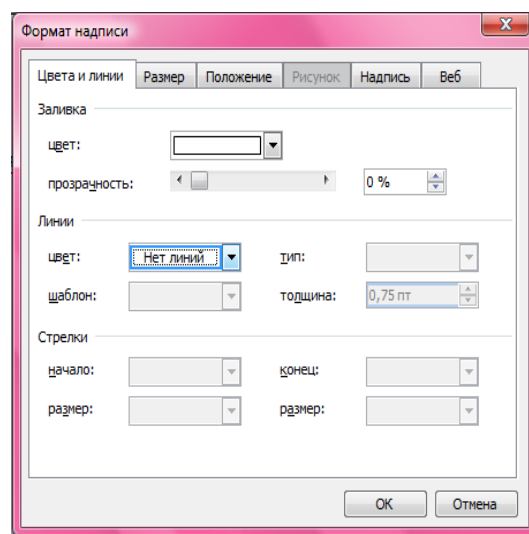 Формат надписи
Цвета и линии Размер Положение Рисунок Надпись Веб
Заливка
цвет:
прозрачность: 0 %
Линии
цвет: Нет линий тип:
шаблон: толщина: 0,75 пт
Стрелки
начало: конец:
размер: размер:
ОК Отмена